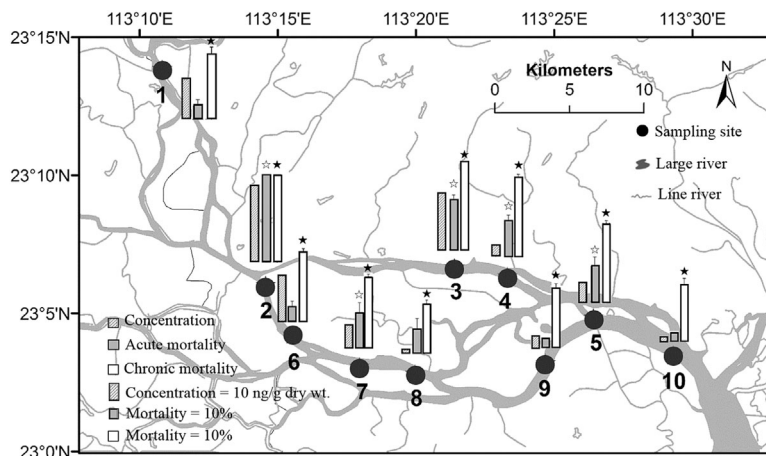 113°10'E 113°15'E 113°20'E 113°25'E 113°30'E
23°15'N
23°10'N
23°5'N
23°0'N
Kilometers
0 5 10
N
Sampling site
Large river
Line river
1
2
3
4
5
6
7
8
9
10
Concentration
Acute mortality
Chronic mortality
Concentration = 10 ng/g dry wt.
Mortality = 10%
Mortality = 10%